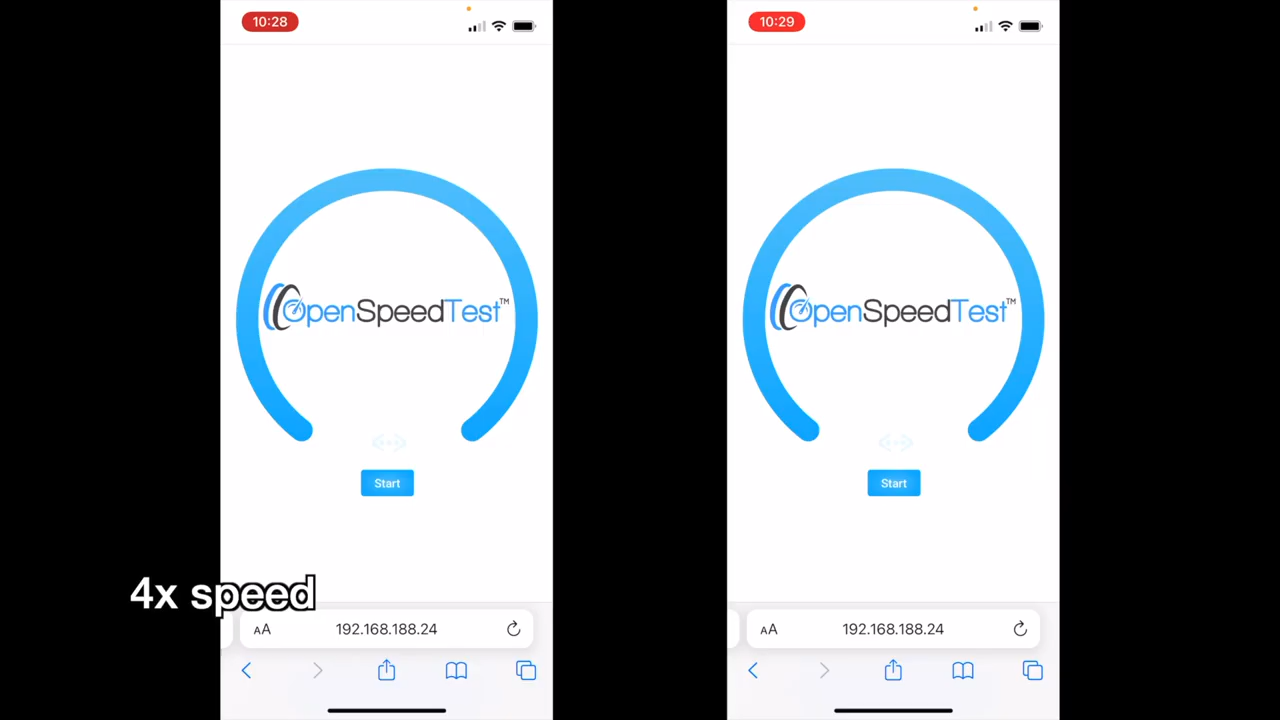 10:28
OpenSpeedTest™
Start
4x speed
AA 192.168.188.24
10:29
OpenSpeedTest™
Start
AA 192.168.188.24